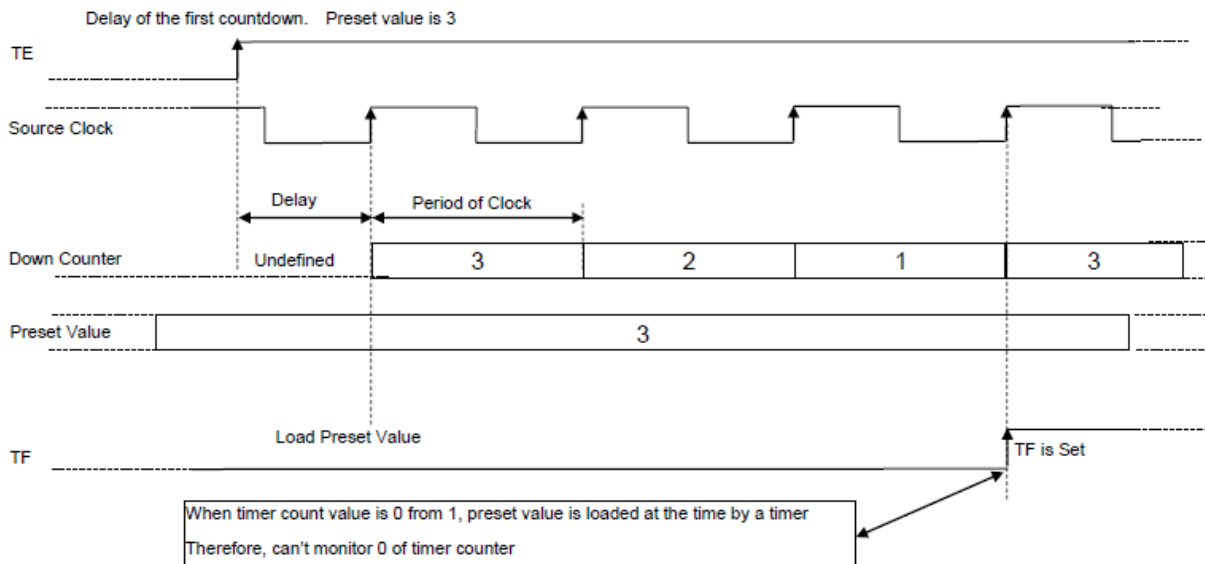 Delay of the first countdown. Preset value is 3
TE
Source Clock
Delay
Period of Clock
Down Counter
Undefined
3
2
1
3
Preset Value
3
Load Preset Value
TF
TF is Set
When timer count value is 0 from 1, preset value is loaded at the time by a timer
Therefore, can't monitor 0 of timer counter